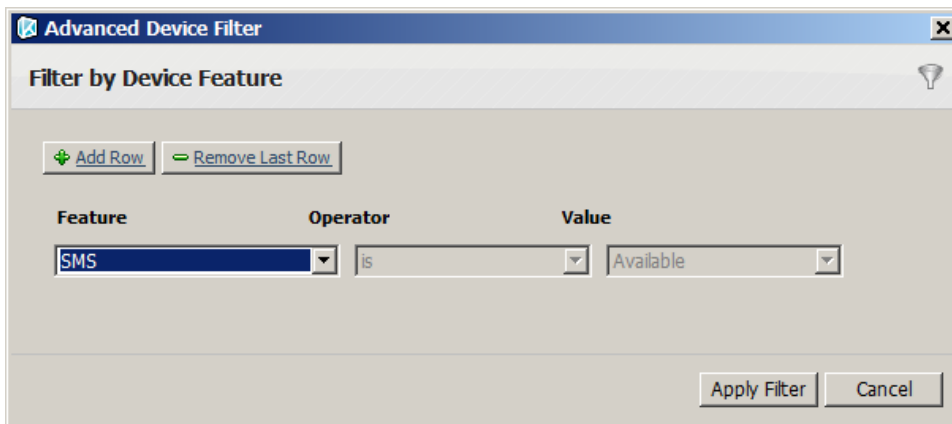 Advanced Device Filter
Filter by Device Feature
Add Row Remove Last Row
Feature Operator Value
SMS is Available
Apply Filter Cancel